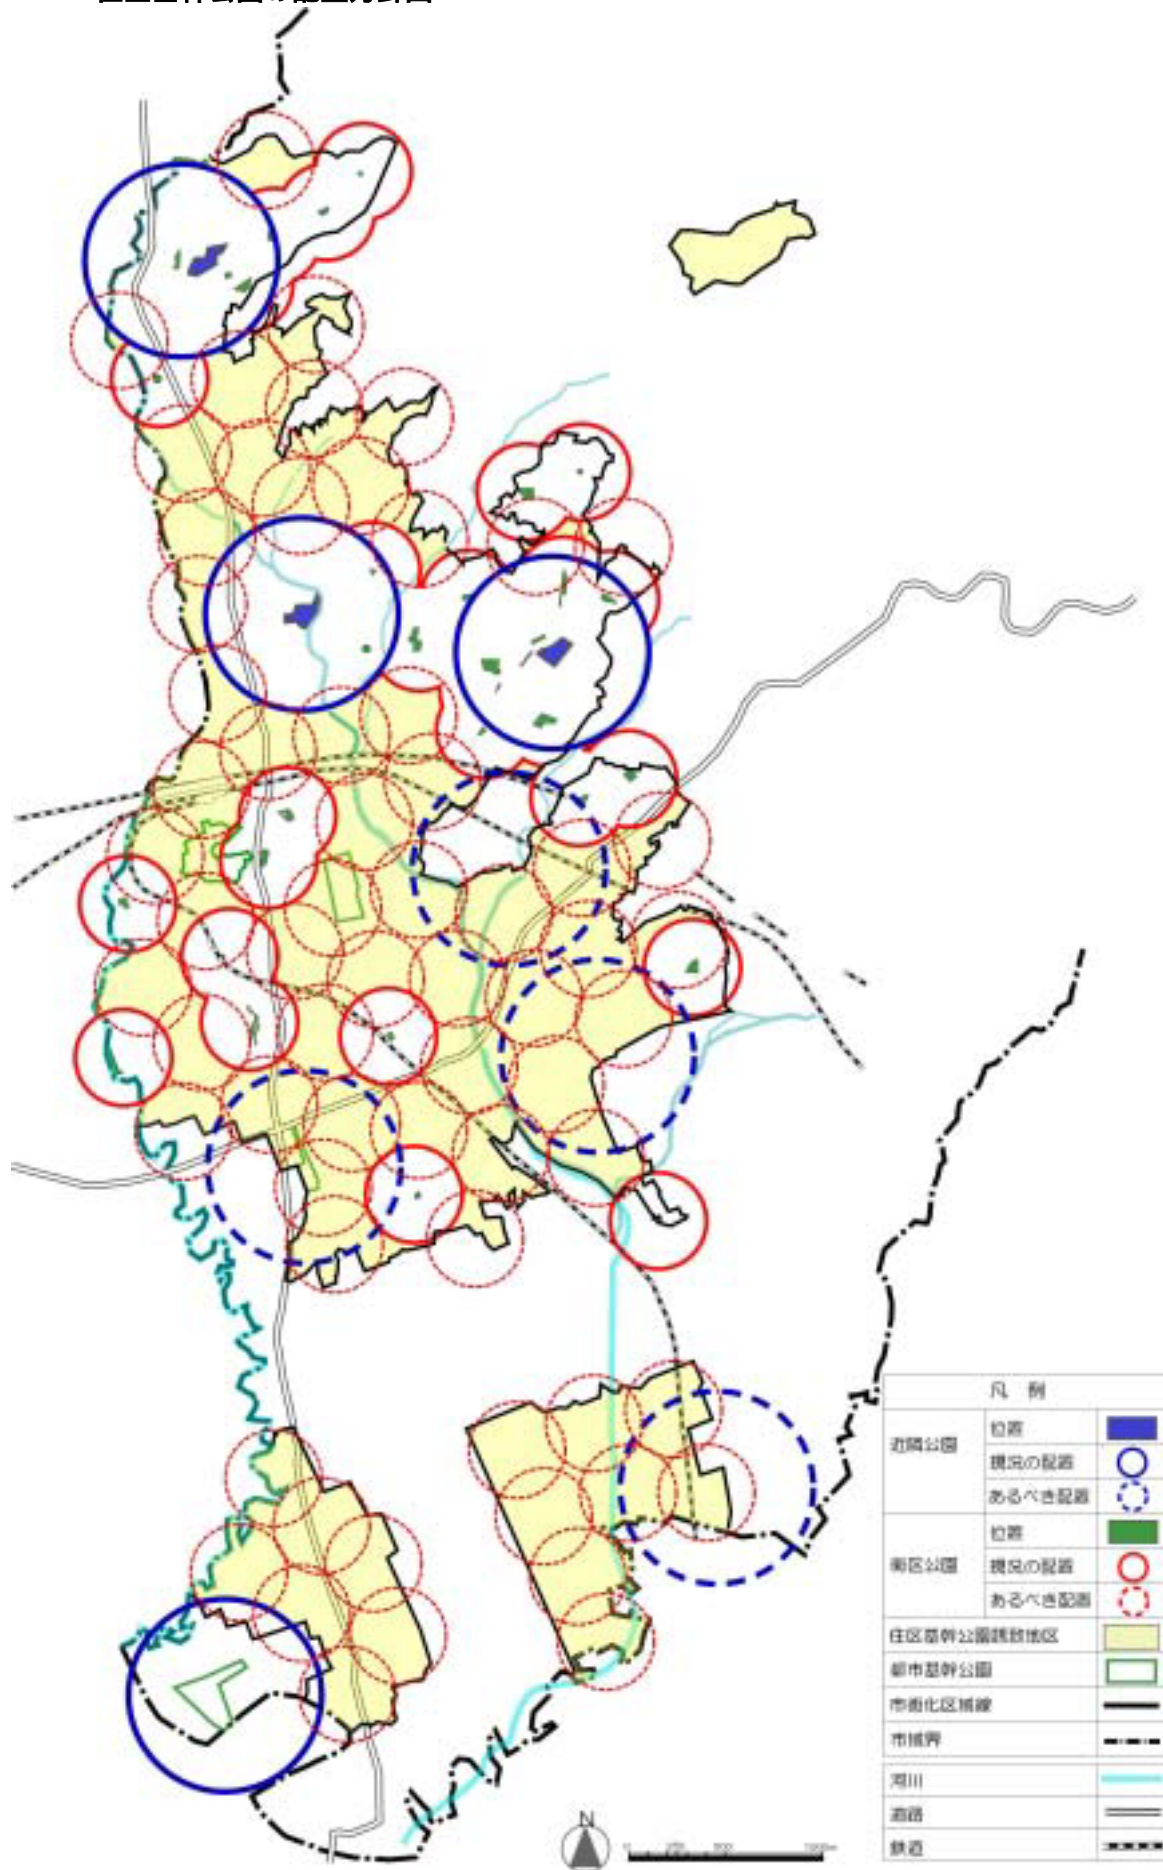 凡 例
近隣公園
位置
現況の配置
あるべき配置
街区公園
位置
現況の配置
あるべき配置
住区基幹公園誘致地区
都市基幹公園
市街化区域線
市域界
河川
道路
鉄道
N
0